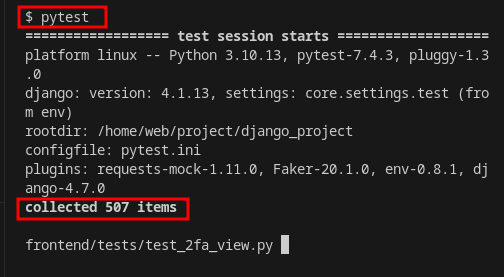 $ pytest
================== test session starts ===================
platform linux -- Python 3.10.13, pytest-7.4.3, pluggy-1.3
.0
django: version: 4.1.13, settings: core.settings.test (fro
m env)
rootdir: /home/web/project/django_project
configfile: pytest.ini
plugins: requests-mock-1.11.0, Faker-20.1.0, env-0.8.1, dj
ango-4.7.0
collected 507 items
frontend/tests/test_2fa_view.py